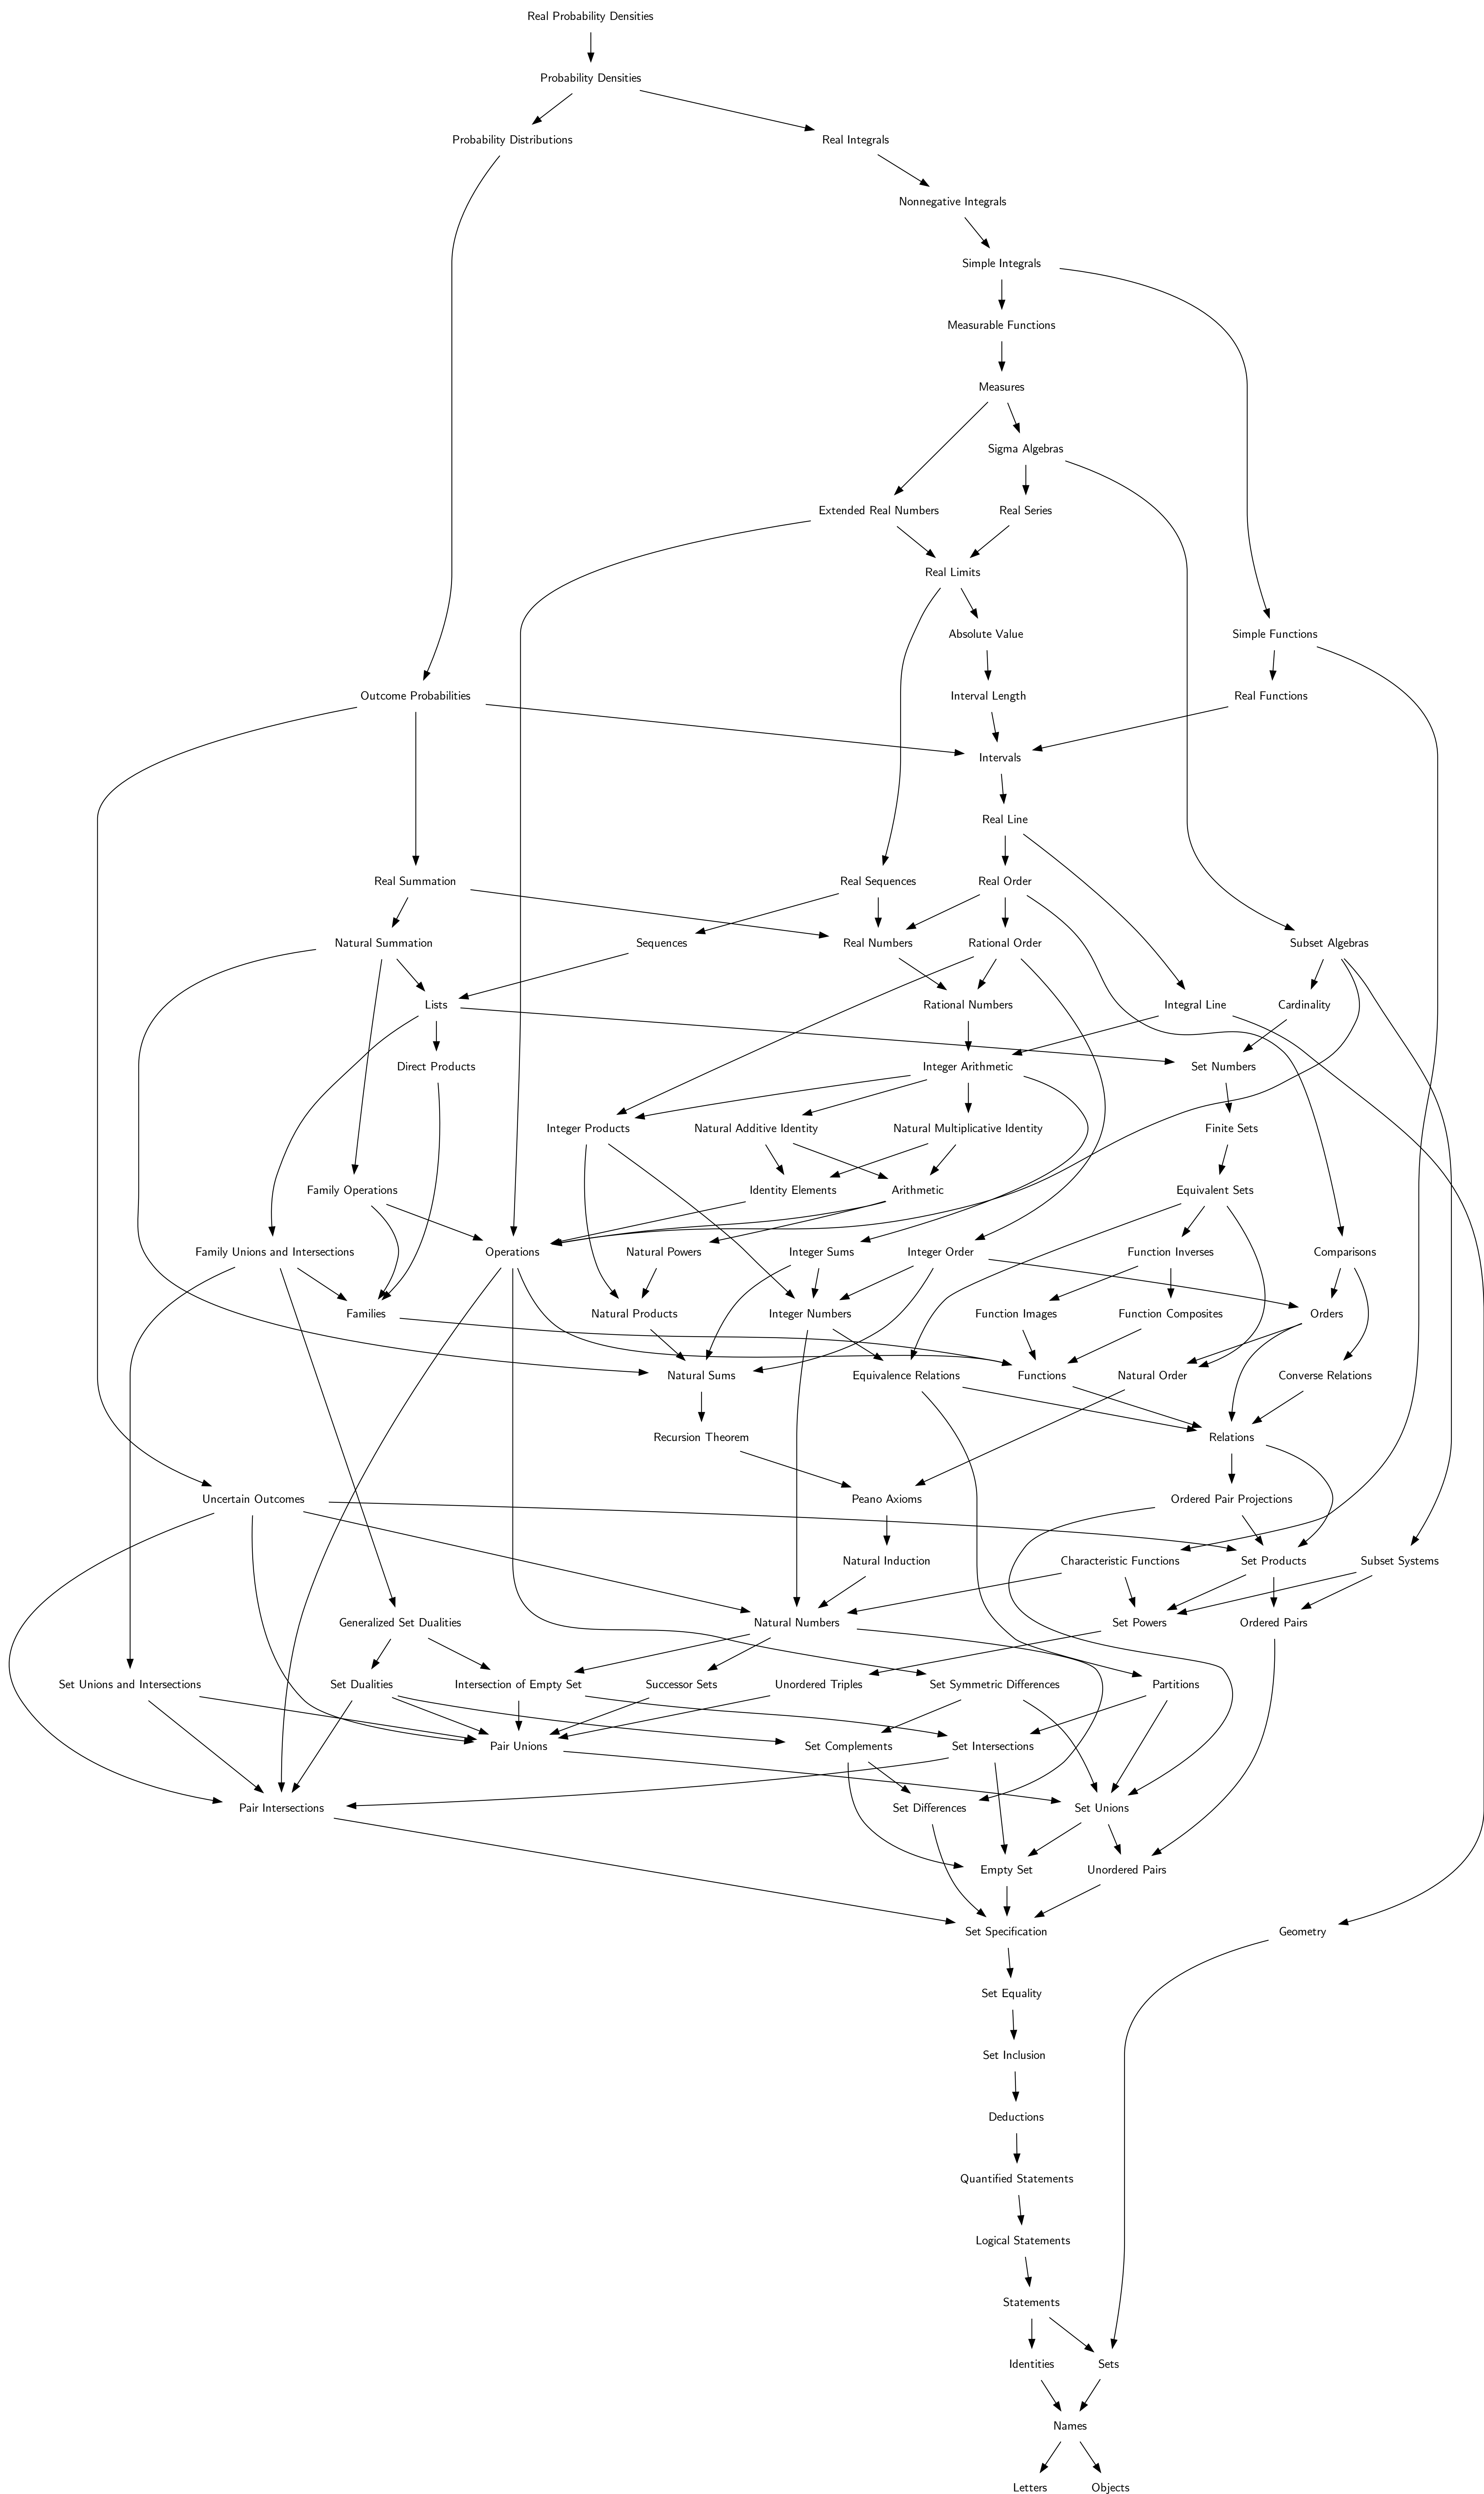 Real Probability Densities
Probability Densities
Probability Distributions
Real Integrals
Nonnegative Integrals
Simple Integrals
Measurable Functions
Measures
Sigma Algebras
Extended Real Numbers
Real Series
Real Limits
Absolute Value
Simple Functions
Outcome Probabilities
Interval Length
Real Functions
Intervals
Real Line
Real Summation
Real Sequences
Real Order
Natural Summation
Sequences
Real Numbers
Rational Order
Subset Algebras
Lists
Rational Numbers
Integral Line
Cardinality
Direct Products
Integer Arithmetic
Set Numbers
Integer Products
Natural Additive Identity
Natural Multiplicative Identity
Finite Sets
Family Operations
Identity Elements
Arithmetic
Equivalent Sets
Family Unions and Intersections
Operations
Natural Powers
Integer Sums
Integer Order
Function Inverses
Comparisons
Families
Natural Products
Integer Numbers
Function Images
Function Composites
Orders
Natural Sums
Equivalence Relations
Functions
Natural Order
Converse Relations
Recursion Theorem
Relations
Uncertain Outcomes
Peano Axioms
Ordered Pair Projections
Natural Induction
Characteristic Functions
Set Products
Subset Systems
Generalized Set Dualities
Natural Numbers
Set Powers
Ordered Pairs
Set Unions and Intersections
Set Dualities
Intersection of Empty Set
Successor Sets
Unordered Triples
Set Symmetric Differences
Partitions
Pair Unions
Set Complements
Set Intersections
Pair Intersections
Set Differences
Set Unions
Empty Set
Unordered Pairs
Set Specification
Geometry
Set Equality
Set Inclusion
Deductions
Quantified Statements
Logical Statements
Statements
Identities
Sets
Names
Letters
Objects